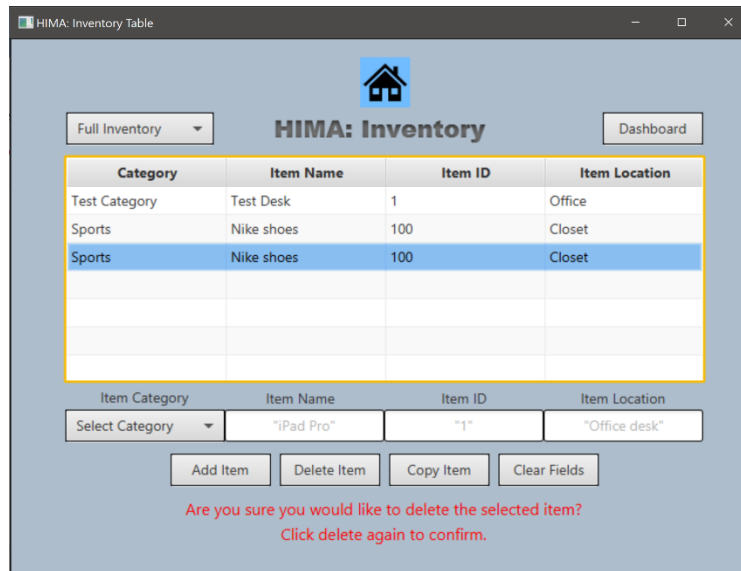 HIMA: Inventory Table
Full Inventory
HIMA: Inventory
Dashboard
Category Item Name Item ID Item Location
Test Category Test Desk 1 Office
Sports Nike shoes 100 Closet
Sports Nike shoes 100 Closet
Item Category Item Name Item ID Item Location
Select Category "iPad Pro" "1" "Office desk"
Add Item Delete Item Copy Item Clear Fields
Are you sure you would like to delete the selected item?
Click delete again to confirm.